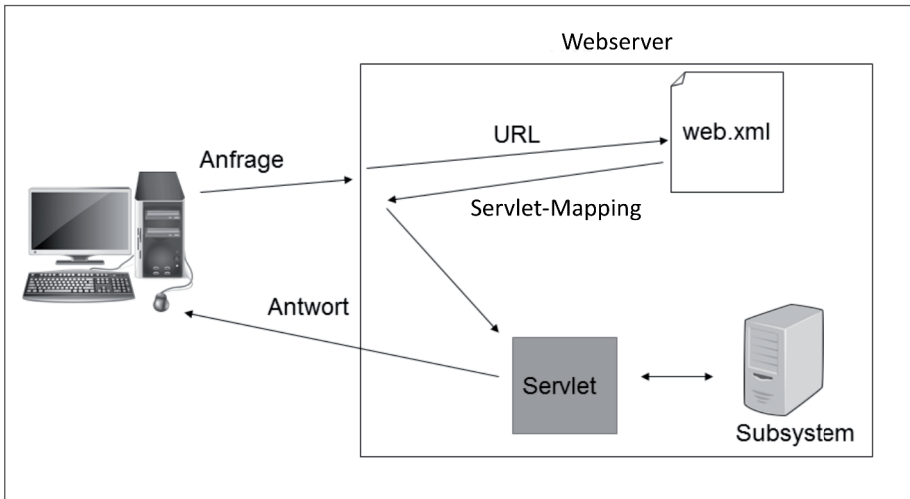 Webserver
web.xml
URL
Anfrage
Servlet-Mapping
Antwort
Servlet
Subsystem